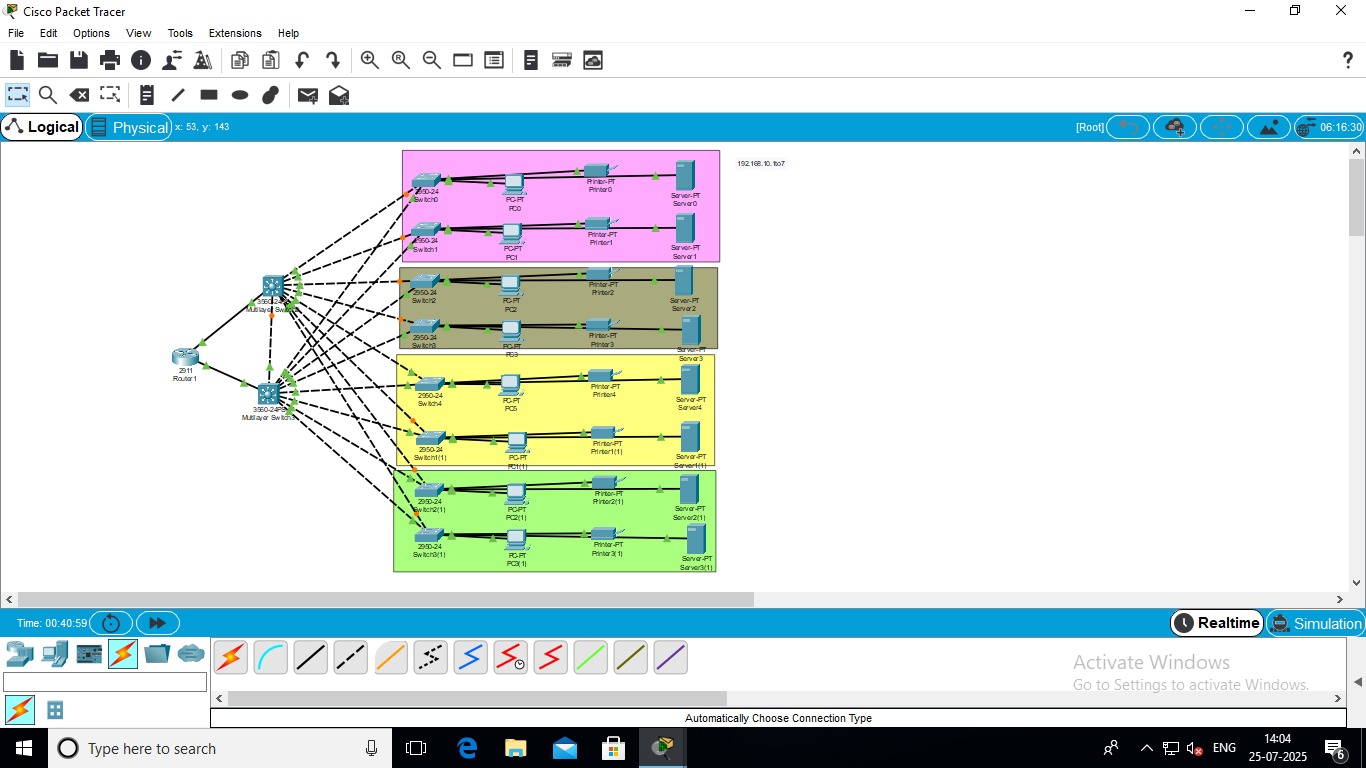 Cisco Packet Tracer
File Edit Options View Tools Extensions Help
Logical
Physical
x: 53, y: 143
[Root]
06:16:30
192.168.10.1to7
2950-24
Switch0
PC-PT
PC0
Printer-PT
Printer0
Server-PT
Server0
2950-24
Switch1
PC-PT
PC1
Printer-PT
Printer1
Server-PT
Server1
2950-24
Switch2
PC-PT
PC2
Printer-PT
Printer2
Server-PT
Server2
2950-24
Switch3
PC-PT
PC3
Printer-PT
Printer3
Server-PT
Server3
Multilayer
2911
Router1
Multilayer
2950-24
Switch4
PC-PT
PC5
Printer-PT
Printer4
Server-PT
Server4
2950-24
Switch1(1)
PC-PT
PC1(1)
Printer-PT
Printer1(1)
Server-PT
Server1(1)
2950-24
Switch2(1)
PC-PT
PC2(1)
Printer-PT
Printer2(1)
Server-PT
Server2(1)
2950-24
Switch3(1)
PC-PT
PC3(1)
Printer-PT
Printer3(1)
Server-PT
Server3(1)
Time: 00:40:59
Realtime
Simulation
Activate Windows
Go to Settings to activate Windows.
Automatically Choose Connection Type
Type here to search
ENG
14:04
25-07-2025
6